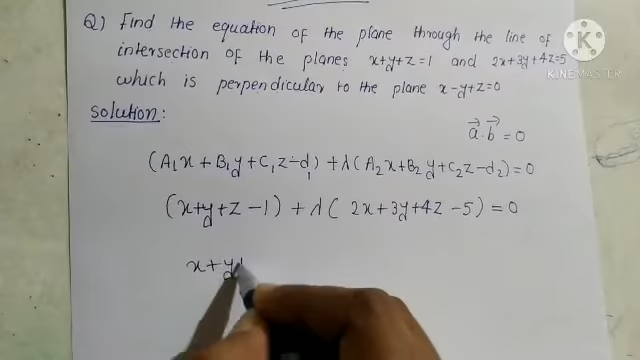 Q) Find the equation of the plane through the line of
intersection of the planes x+y+z=1 and 2x+3y+4z=5
which is perpendicular to the plane x-y+z=0
KINEMASTER
Solution:
a⃗.b⃗ = 0
(A₁x + B₁y + C₁z - d₁) + λ(A₂x + B₂y + C₂z - d₂) = 0
(x+y+z-1) + λ(2x+3y+4z-5) = 0
x+y